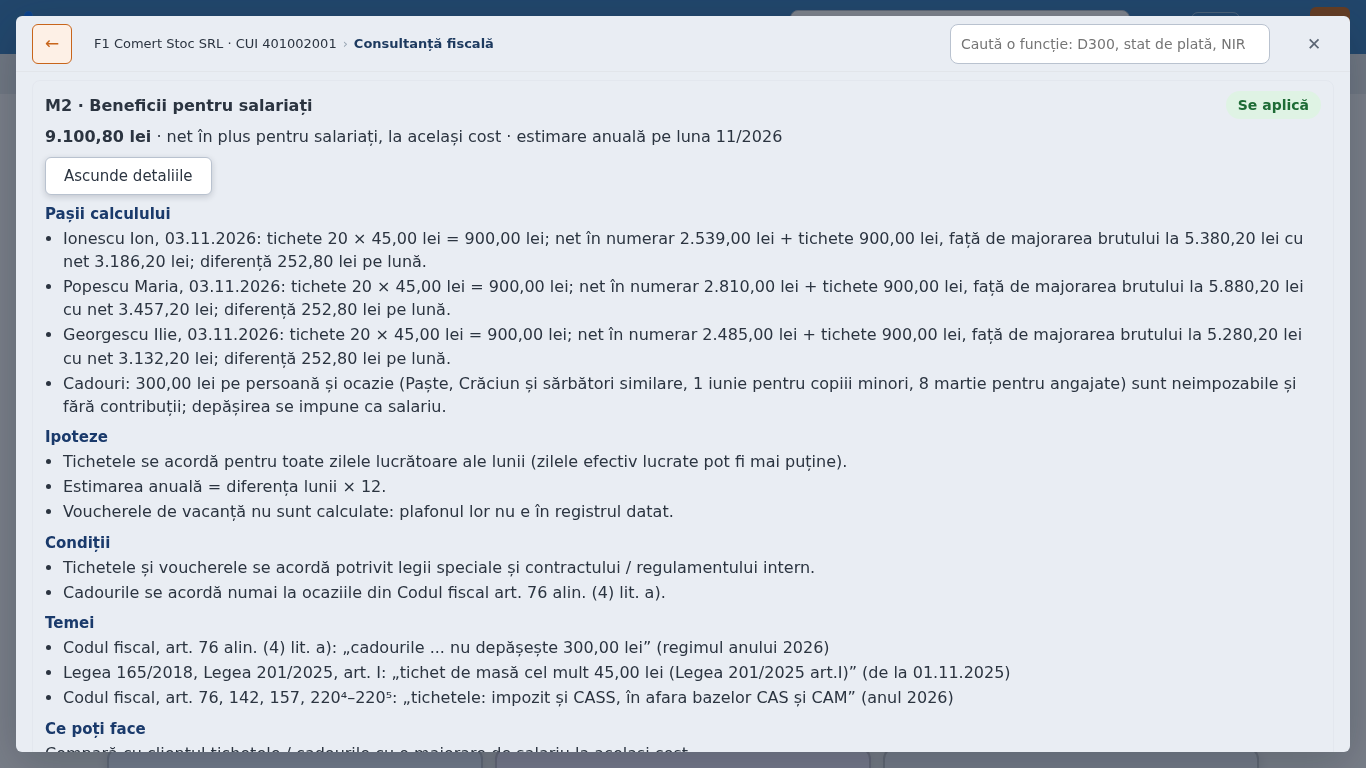 ←
F1 Comert Stoc SRL · CUI 401002001 › Consultanță fiscală
Caută o funcție: D300, stat de plată, NIR
✕
M2 · Beneficii pentru salariați
Se aplică
9.100,80 lei · net în plus pentru salariați, la același cost · estimare anuală pe luna 11/2026
Ascunde detaliile
Pașii calculului
• Ionescu Ion, 03.11.2026: tichete 20 × 45,00 lei = 900,00 lei; net în numerar 2.539,00 lei + tichete 900,00 lei, față de majorarea brutului la 5.380,20 lei cu
net 3.186,20 lei; diferență 252,80 lei pe lună.
• Popescu Maria, 03.11.2026: tichete 20 × 45,00 lei = 900,00 lei; net în numerar 2.810,00 lei + tichete 900,00 lei, față de majorarea brutului la 5.880,20 lei
cu net 3.457,20 lei; diferență 252,80 lei pe lună.
• Georgescu Ilie, 03.11.2026: tichete 20 × 45,00 lei = 900,00 lei; net în numerar 2.485,00 lei + tichete 900,00 lei, față de majorarea brutului la 5.280,20 lei
cu net 3.132,20 lei; diferență 252,80 lei pe lună.
• Cadouri: 300,00 lei pe persoană și ocazie (Paște, Crăciun și sărbători similare, 1 iunie pentru copiii minori, 8 martie pentru angajate) sunt neimpozabile și
fără contribuții; depășirea se impune ca salariu.
Ipoteze
• Tichetele se acordă pentru toate zilele lucrătoare ale lunii (zilele efectiv lucrate pot fi mai puține).
• Estimarea anuală = diferența lunii × 12.
• Voucherele de vacanță nu sunt calculate: plafonul lor nu e în registrul datat.
Condiții
• Tichetele și voucherele se acordă potrivit legii speciale și contractului / regulamentului intern.
• Cadourile se acordă numai la ocaziile din Codul fiscal art. 76 alin. (4) lit. a).
Temei
• Codul fiscal, art. 76 alin. (4) lit. a): „cadourile ... nu depășește 300,00 lei” (regimul anului 2026)
• Legea 165/2018, Legea 201/2025, art. I: „tichet de masă cel mult 45,00 lei (Legea 201/2025 art.I)” (de la 01.11.2025)
• Codul fiscal, art. 76, 142, 157, 220⁴–220⁵: „tichetele: impozit și CASS, în afara bazelor CAS și CAM” (anul 2026)
Ce poți face
Compară cu clientul tichetele / cadourile cu o majorare de salariu la același cost.